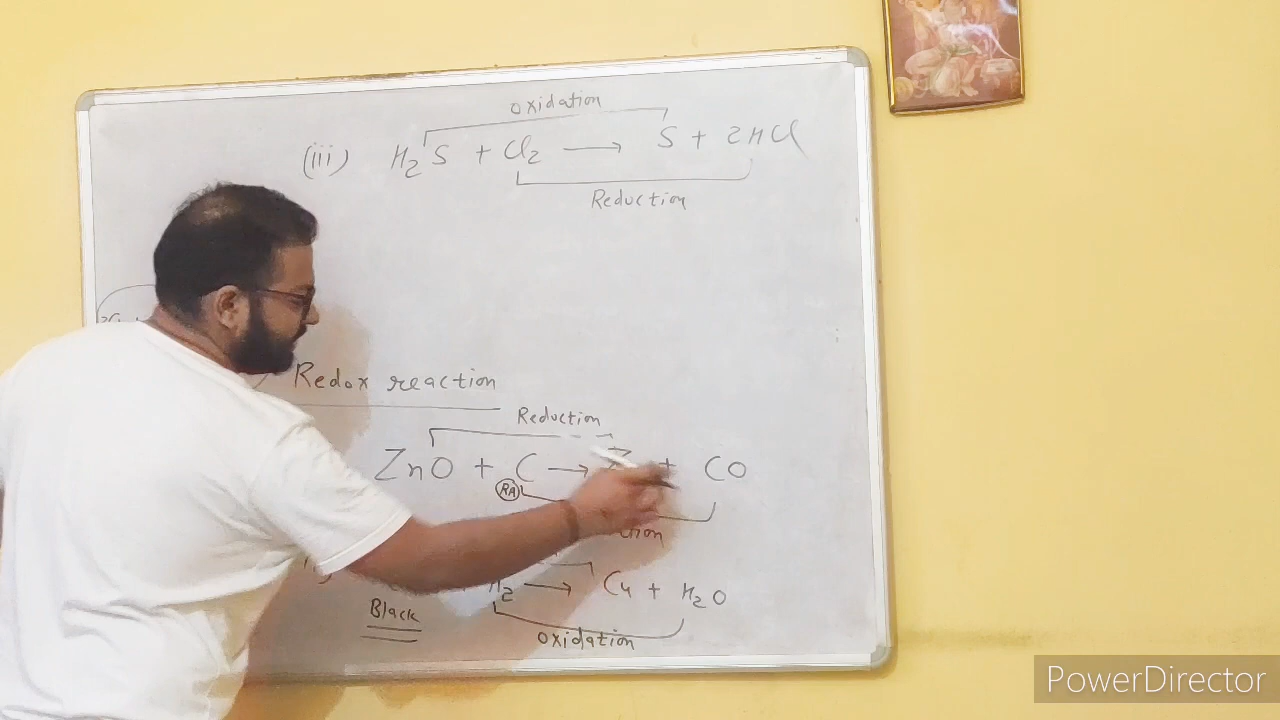 oxidation
(iii) H₂S + Cl₂ → S + 2HCl
Reduction
Redox reaction
Reduction
ZnO + C → + CO
RA
H₂ → Cu + H₂O
Black
oxidation
PowerDirector